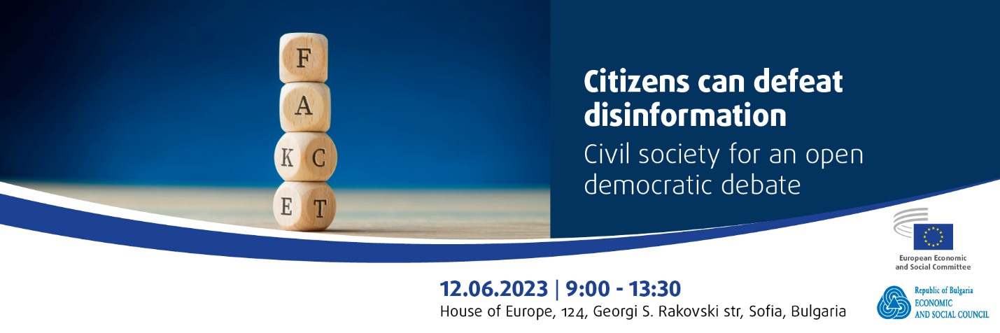 F
A
K C
E T
Citizens can defeat
disinformation
Civil society for an open
democratic debate
European Economic
and Social Committee
12.06.2023 | 9:00 - 13:30
House of Europe, 124, Georgi S. Rakovski str, Sofia, Bulgaria
Republic of Bulgaria
ECONOMIC
AND SOCIAL COUNCIL